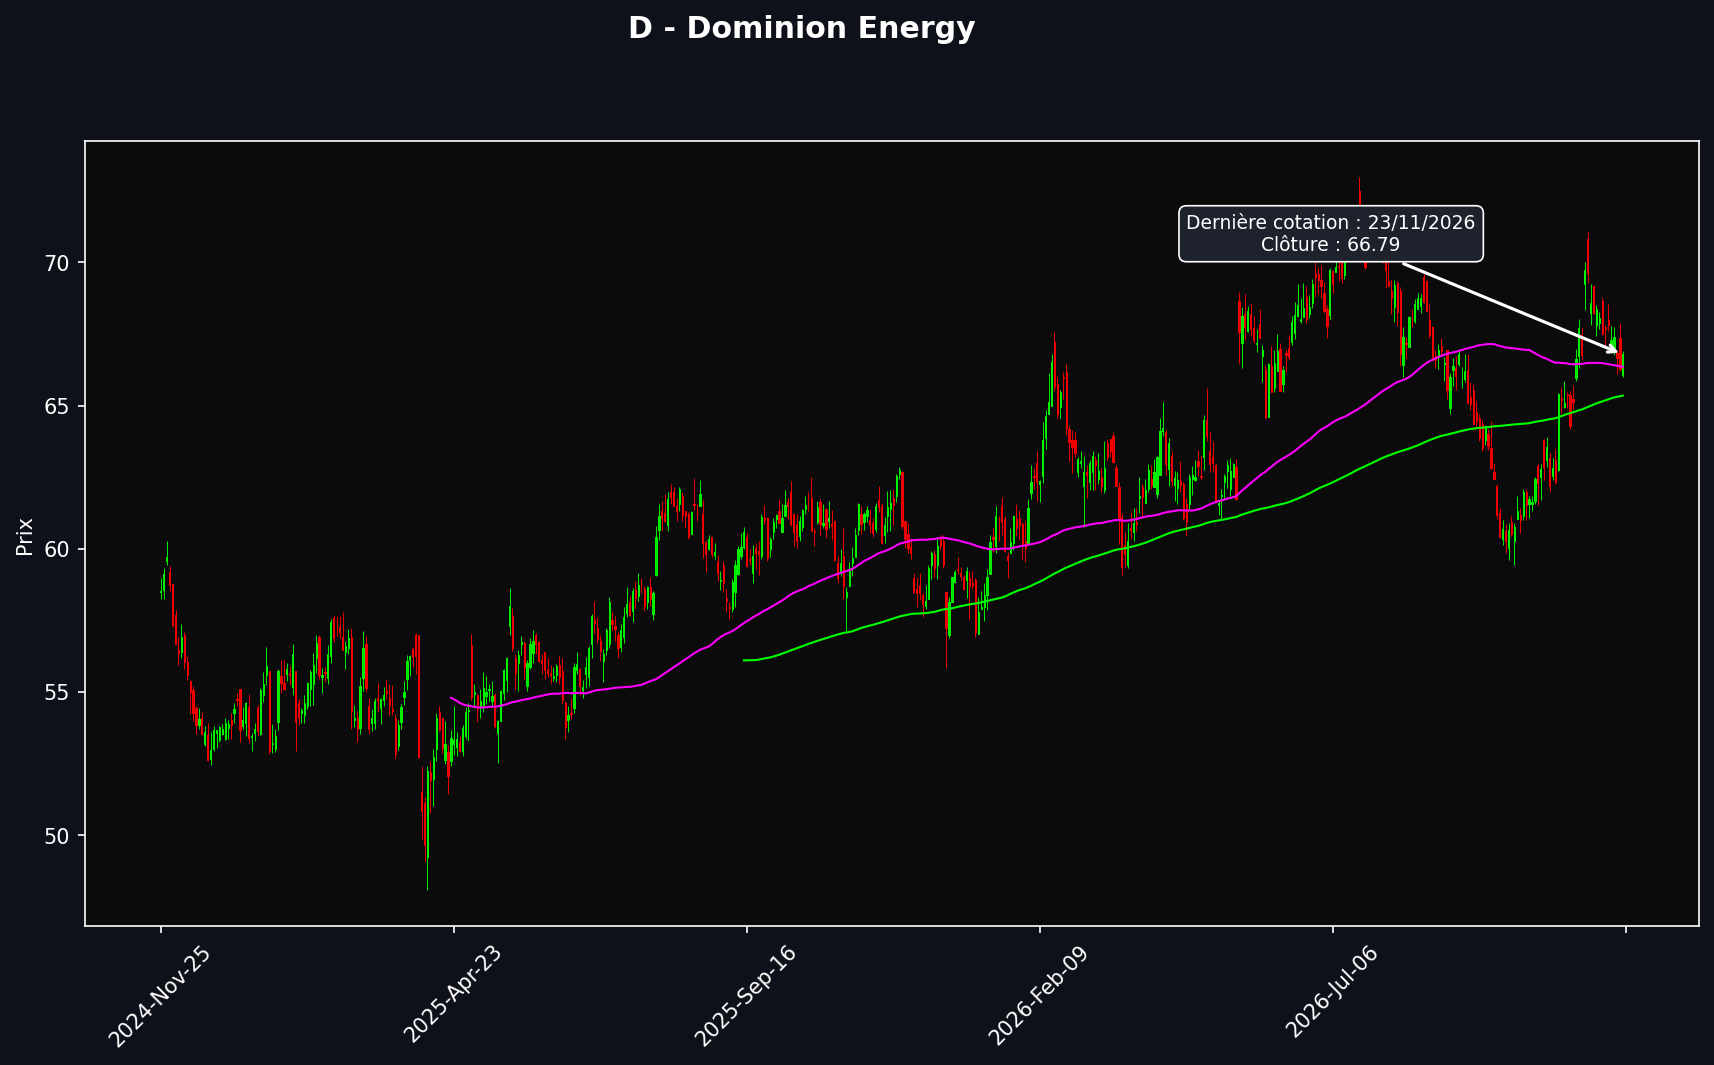 D - Dominion Energy
Dernière cotation : 23/11/2026
Clôture : 66.79
Prix
70
65
60
55
50
2024-Nov-25
2025-Apr-23
2025-Sep-16
2026-Feb-09
2026-Jul-06